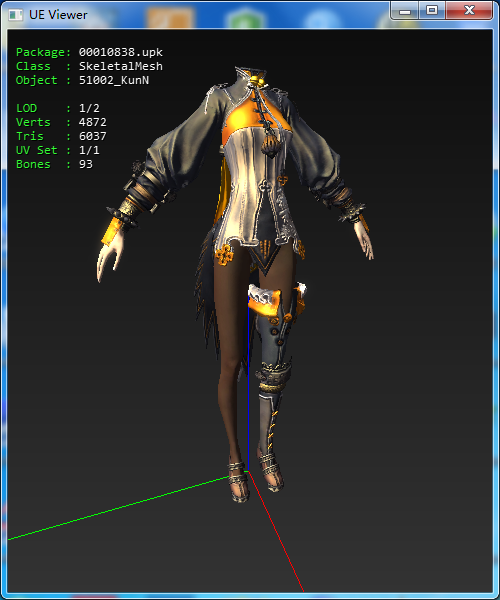 UE Viewer
Package: 00010838.upk
Class : SkeletalMesh
Object : 51002_KunN
LOD : 1/2
Verts : 4872
Tris : 6037
UV Set : 1/1
Bones : 93